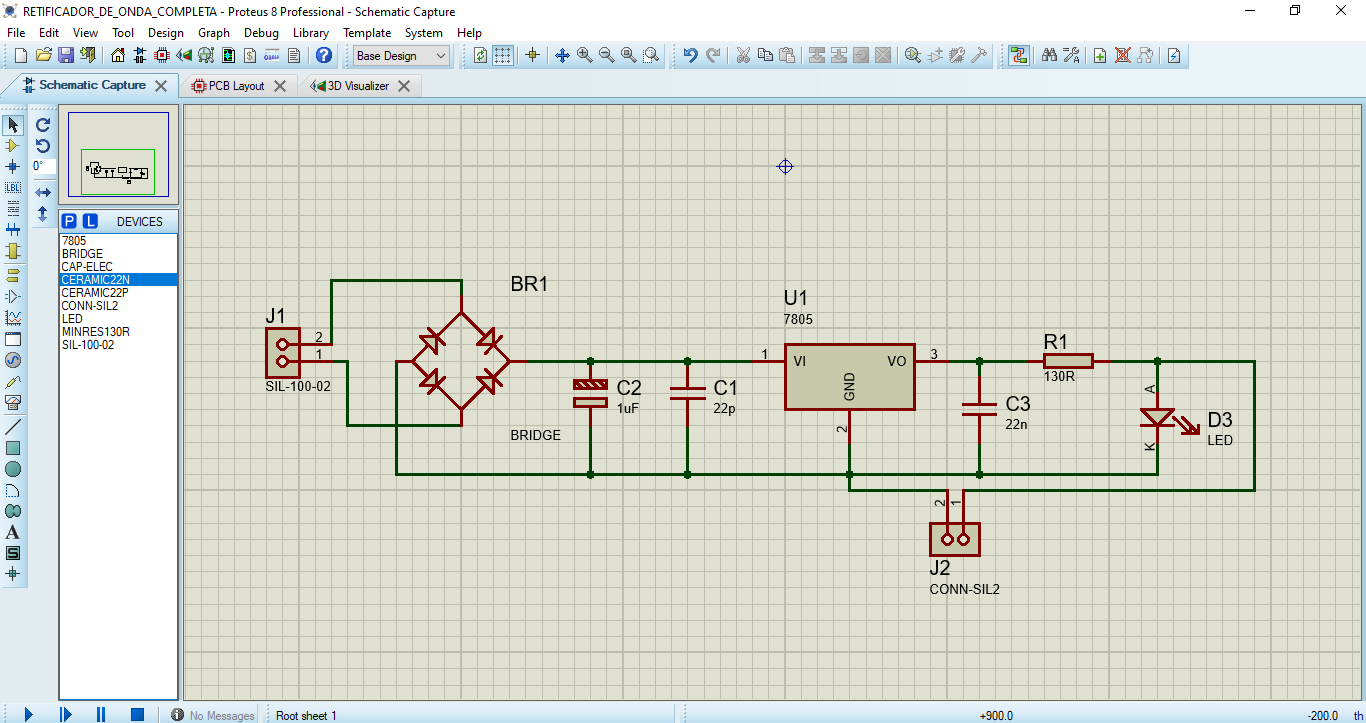 RETIFICADOR_DE_ONDA_COMPLETA - Proteus 8 Professional - Schematic Capture
File Edit View Tool Design Graph Debug Library Template System Help
Base Design
Schematic Capture PCB Layout 3D Visualizer
0°
LBL
P L DEVICES
7805
BRIDGE
CAP-ELEC
CERAMIC22N
CERAMIC22P
CONN-SIL2
LED
MINRES130R
SIL-100-02
A
S
BR1
J1
2
1
SIL-100-02
BRIDGE
C2
1uF
C1
22p
U1
7805
1 VI VO 3
GND
2
C3
22n
R1
130R
A
K
D3
LED
2 1
J2
CONN-SIL2
No Messages Root sheet 1 +900.0 -200.0 th